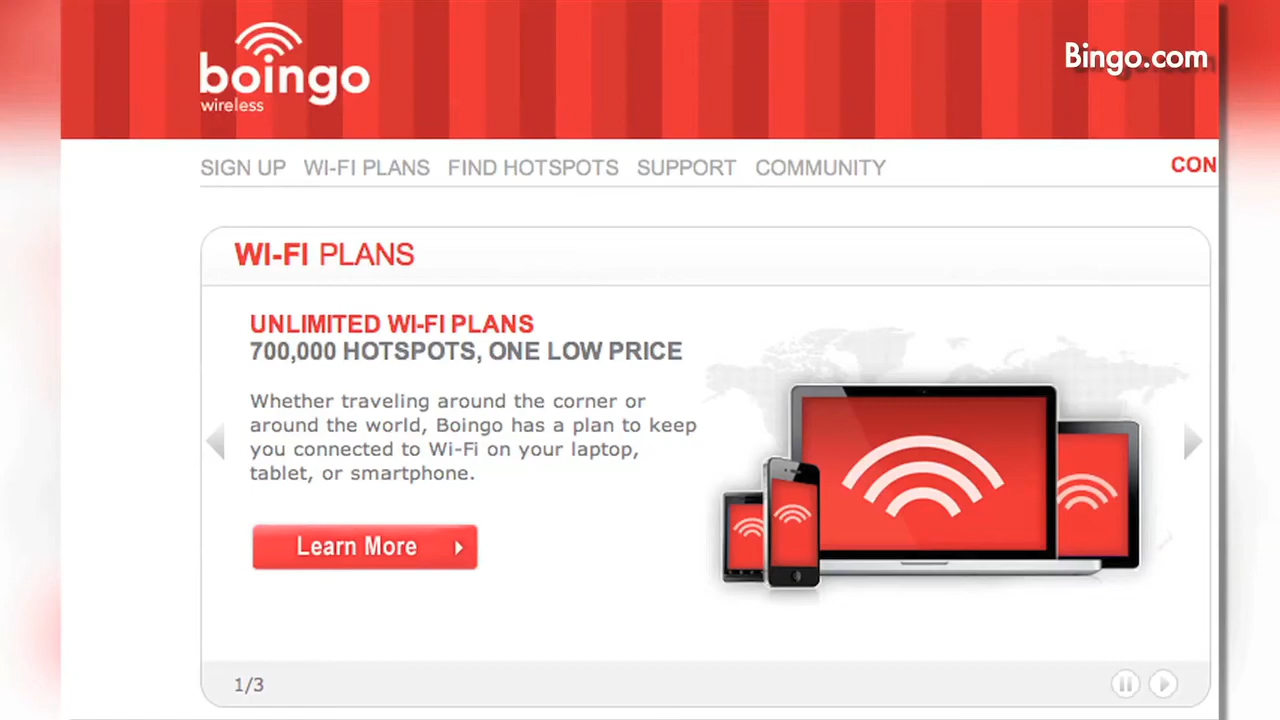 Bingo.com
boingo
wireless
SIGN UP WI-FI PLANS FIND HOTSPOTS SUPPORT COMMUNITY CON
WI-FI PLANS
UNLIMITED WI-FI PLANS
700,000 HOTSPOTS, ONE LOW PRICE
Whether traveling around the corner or
around the world, Boingo has a plan to keep
you connected to Wi-Fi on your laptop,
tablet, or smartphone.
Learn More
1/3